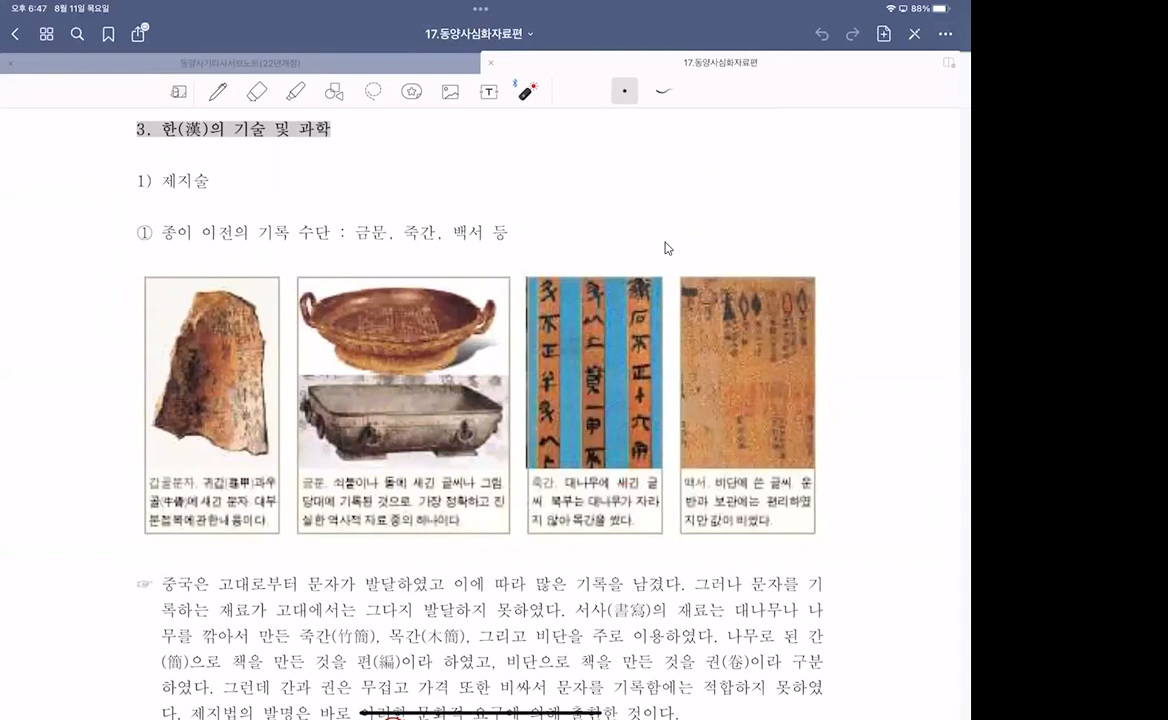 오후 6:47 8월 11일 목요일
88%
17.동양사심화자료편
동양사기타사서브노트(22년개정)
17.동양사심화자료편
3. 한(漢)의 기술 및 과학
1) 제지술
① 종이 이전의 기록 수단 : 금문, 죽간, 백서 등
갑골문자. 귀갑(龜甲)과우
골(牛骨)에 새긴 문자. 대부
분 점복에 관한 내용이다.
금문. 쇠붙이나 돌에 새긴 글씨나 그림.
당대에 기록된 것으로 가장 정확하고 진
실한 역사적 자료 중의 하나이다.
죽간. 대나무에 새긴 글
씨. 북부는 대나무가 자라
지 않아 목간을 썼다.
백서. 비단에 쓴 글씨. 운
반과 보관에는 편리하였
지만 값이 비쌌다.
☞ 중국은 고대로부터 문자가 발달하였고 이에 따라 많은 기록을 남겼다. 그러나 문자를 기
록하는 재료가 고대에서는 그다지 발달하지 못하였다. 서사(書寫)의 재료는 대나무나 나
무를 깎아서 만든 죽간(竹簡), 목간(木簡), 그리고 비단을 주로 이용하였다. 나무로 된 간
(簡)으로 책을 만든 것을 편(編)이라 하였고, 비단으로 책을 만든 것을 권(卷)이라 구분
하였다. 그런데 간과 권은 무겁고 가격 또한 비싸서 문자를 기록함에는 적합하지 못하였
다. 제지법의 발명은 바로 이러한 문화적 요구에 의해 출현한 것이다.